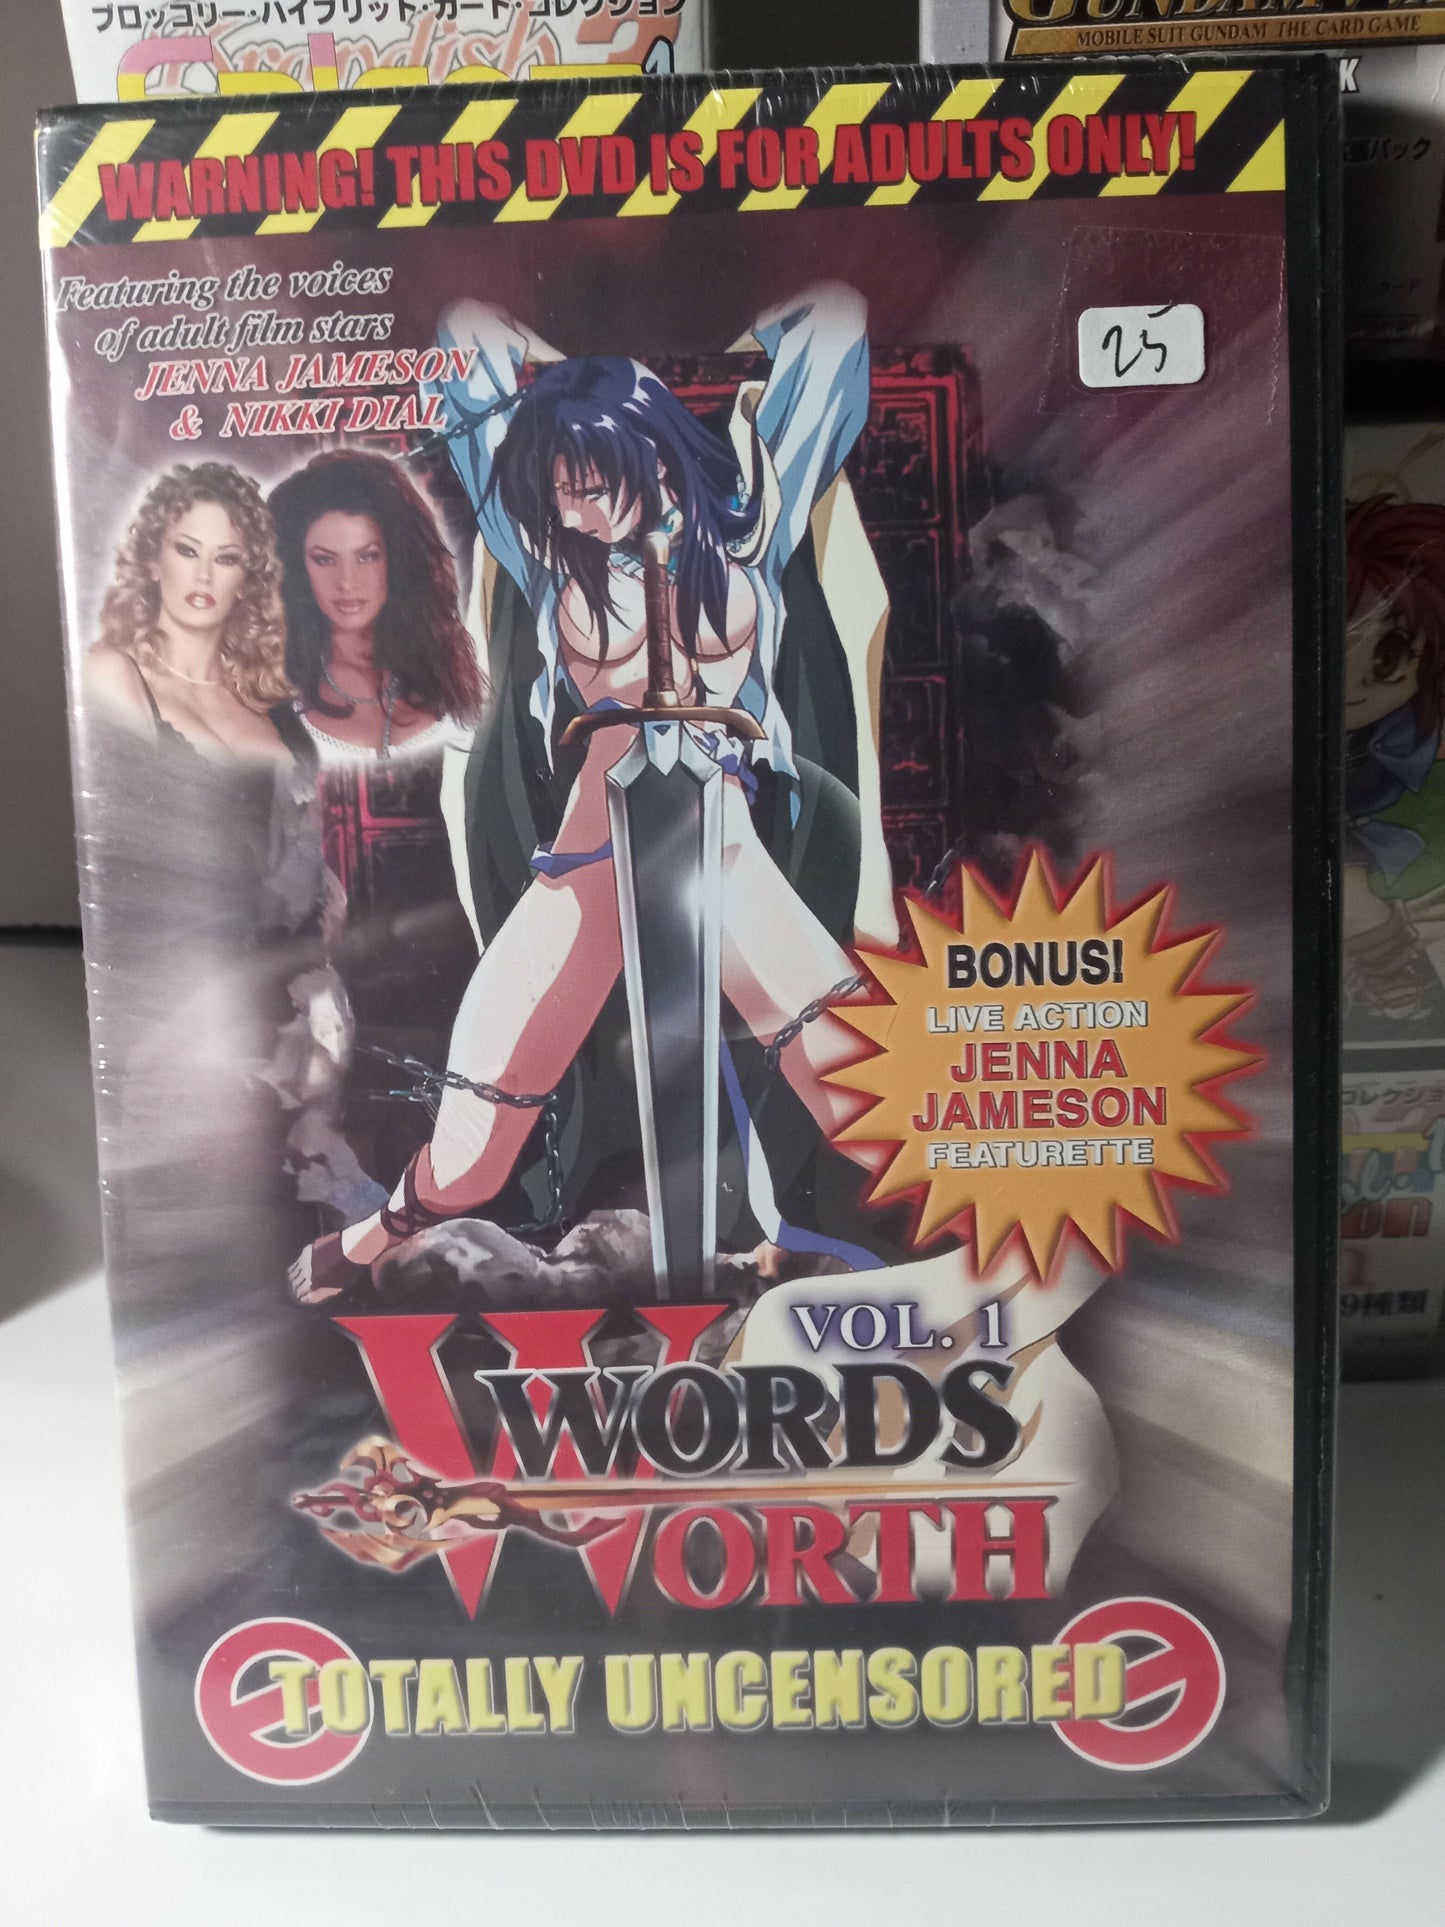 ブロッコリー・ハイブリッド・カード・コレクション
MOBILE SUIT GUNDAM THE CARD GAME
WARNING! THIS DVD IS FOR ADULTS ONLY!
Featuring the voices
of adult film stars
JENNA JAMESON
& NIKKI DIAL
25
BONUS!
LIVE ACTION
JENNA
JAMESON
FEATURETTE
VOL. 1
WORDS
WORTH
TOTALLY UNCENSORED
9種類